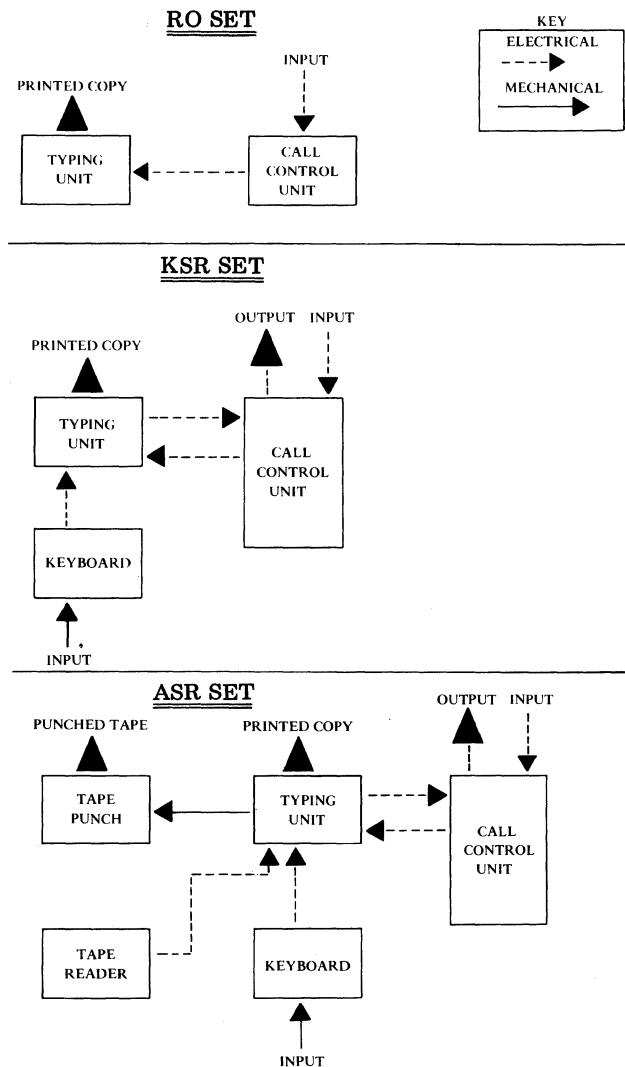 RO SET
KEY
ELECTRICAL
MECHANICAL
INPUT
PRINTED COPY
TYPING
UNIT
CALL
CONTROL
UNIT
KSR SET
OUTPUT
INPUT
PRINTED COPY
TYPING
UNIT
CALL
CONTROL
UNIT
KEYBOARD
INPUT
ASR SET
OUTPUT
INPUT
PUNCHED TAPE
PRINTED COPY
TAPE
PUNCH
TYPING
UNIT
CALL
CONTROL
UNIT
TAPE
READER
KEYBOARD
INPUT